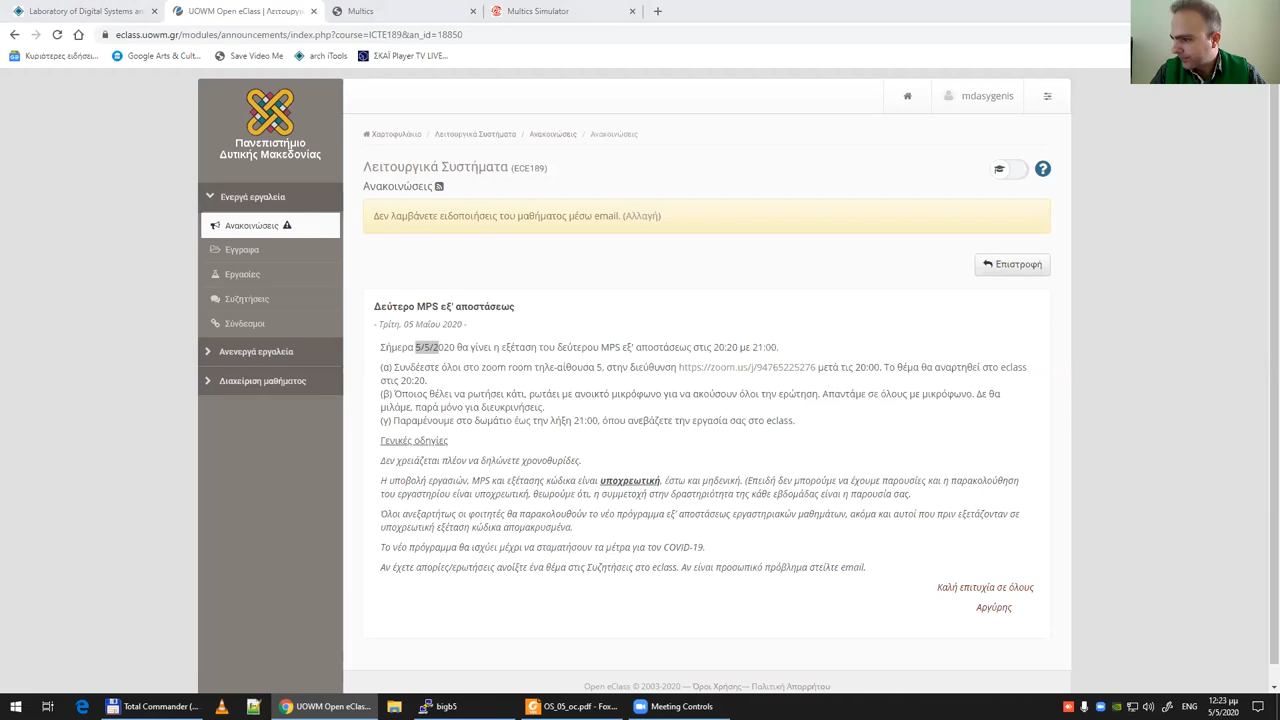 Laboratory of Digital Systems an
UOWM Open eClass | Λειτουργικ
Multics
Multics Simulator
eclass.uowm.gr/modules/announcements/index.php?course=ICTE189&an_id=18850
Κυριότερες ειδήσει...
Google Arts & Cult...
Save Video Me
arch iTools
ΣΚΑΪ Player TV LIVE...
Πανεπιστήμιο
Δυτικής Μακεδονίας
mdasygenis
Χαρτοφυλάκιο / Λειτουργικά Συστήματα / Ανακοινώσεις / Ανακοινώσεις
Λειτουργικά Συστήματα (ECE189)
Ανακοινώσεις
Ενεργά εργαλεία
Ανακοινώσεις
Έγγραφα
Εργασίες
Συζητήσεις
Σύνδεσμοι
Ανενεργά εργαλεία
Διαχείριση μαθήματος
Δεν λαμβάνετε ειδοποιήσεις του μαθήματος μέσω email. (Αλλαγή)
Επιστροφή
Δεύτερο MPS εξ' αποστάσεως
- Τρίτη, 05 Μαΐου 2020 -
Σήμερα 5/5/2020 θα γίνει η εξέταση του δεύτερου MPS εξ' αποστάσεως στις 20:20 με 21:00.
(α) Συνδέεστε όλοι στο zoom room τηλε-αίθουσα 5, στην διεύθυνση https://zoom.us/j/94765225276 μετά τις 20:00. Το θέμα θα αναρτηθεί στο eclass
στις 20:20.
(β) Όποιος θέλει να ρωτήσει κάτι, ρωτάει με ανοικτό μικρόφωνο για να ακούσουν όλοι την ερώτηση. Απαντάμε σε όλους με μικρόφωνο. Δε θα
μιλάμε, παρά μόνο για διευκρινήσεις.
(γ) Παραμένουμε στο δωμάτιο έως την λήξη 21:00, όπου ανεβάζετε την εργασία σας στο eclass.
Γενικές οδηγίες
Δεν χρειάζεται πλέον να δηλώνετε χρονοθυρίδες.
Η υποβολή εργασιών, MPS και εξέτασης κώδικα είναι υποχρεωτική, έστω και μηδενική. (Επειδή δεν μπορούμε να έχουμε παρουσίες και η παρακολούθηση
του εργαστηρίου είναι υποχρεωτική, θεωρούμε ότι, η συμμετοχή στην δραστηριότητα της κάθε εβδομάδας είναι η παρουσία σας.
Όλοι ανεξαρτήτως οι φοιτητές θα παρακολουθούν το νέο πρόγραμμα εξ' αποστάσεως εργαστηριακών μαθημάτων, ακόμα και αυτοί που πριν εξετάζονταν σε
υποχρεωτική εξέταση κώδικα απομακρυσμένα.
Το νέο πρόγραμμα θα ισχύει μέχρι να σταματήσουν τα μέτρα για τον COVID-19.
Αν έχετε απορίες/ερωτήσεις ανοίξτε ένα θέμα στις Συζητήσεις στο eclass. Αν είναι προσωπικό πρόβλημα στείλτε email.
Καλή επιτυχία σε όλους
Αργύρης
Open eClass © 2003-2020 — Όροι Χρήσης— Πολιτική Απορρήτου
Total Commander (...
UOWM Open eClas...
big5
OS_05_oc.pdf - Fox...
Meeting Controls
ENG
12:23 μμ
5/5/2020